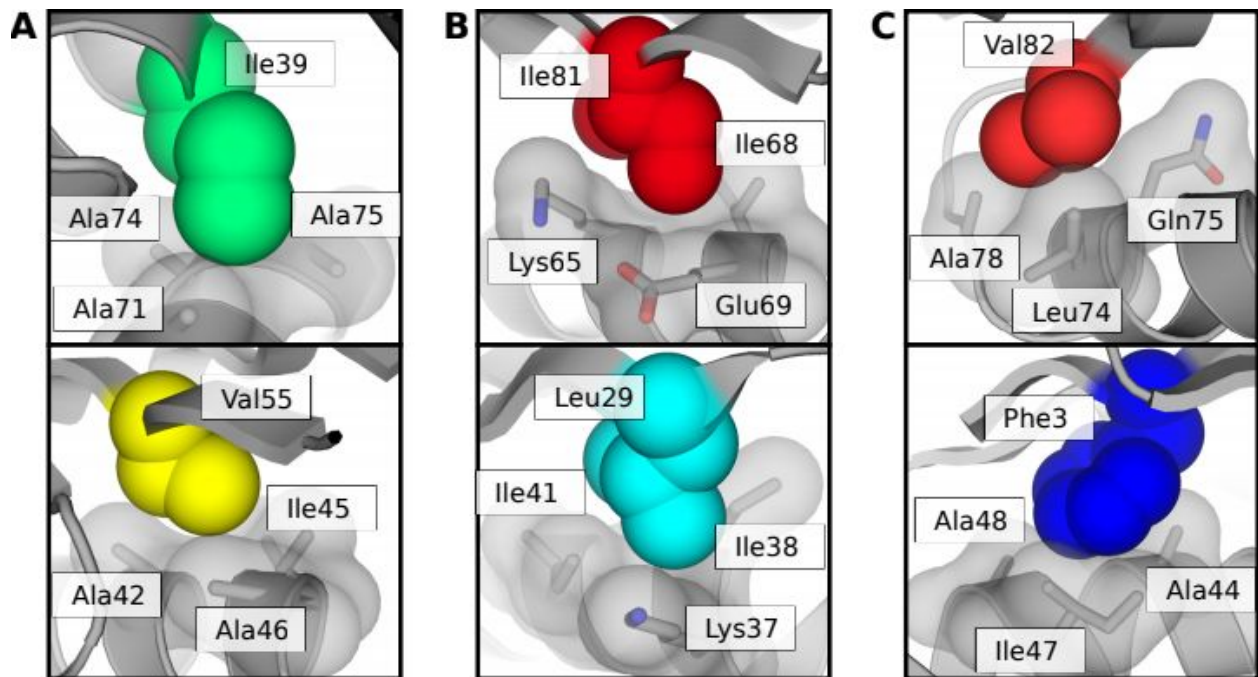 A
Ile39
Ala74
Ala75
Ala71
Val55
Ile45
Ala42
Ala46
B
Ile81
Ile68
Lys65
Glu69
Leu29
Ile41
Ile38
Lys37
C
Val82
Gln75
Ala78
Leu74
Phe3
Ala48
Ala44
Ile47